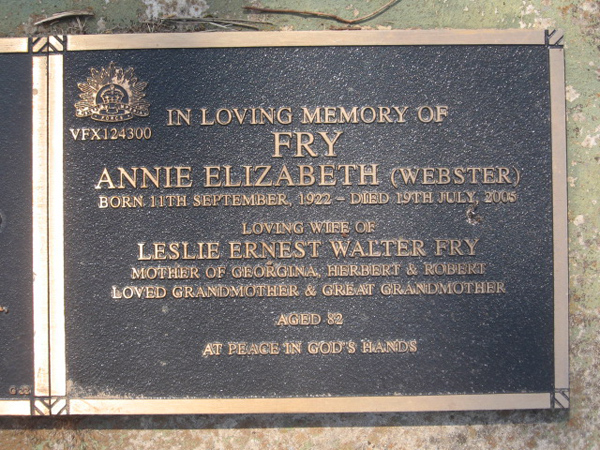 VFX124300
IN LOVING MEMORY OF
FRY
ANNIE ELIZABETH (WEBSTER)
BORN 11TH SEPTEMBER, 1922 - DIED 19TH JULY, 2005
LOVING WIFE OF
LESLIE ERNEST WALTER FRY
MOTHER OF GEORGINA, HERBERT & ROBERT
LOVED GRANDMOTHER & GREAT GRANDMOTHER
AGED 82
AT PEACE IN GOD'S HANDS